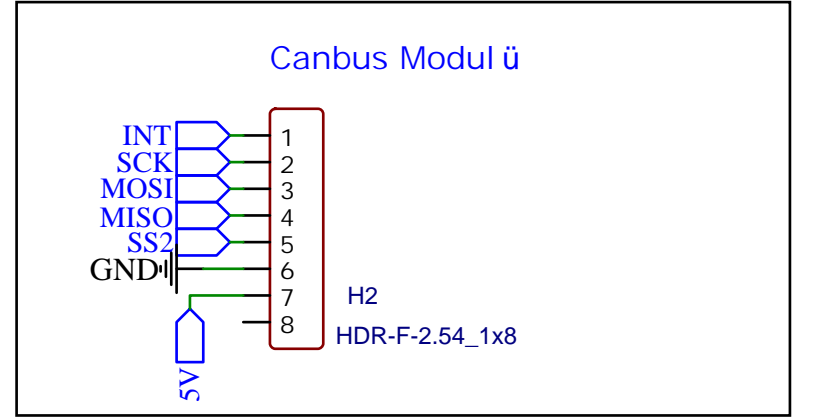 Canbus Modulü
INT 1
SCK 2
MOSI 3
MISO 4
SS2 5
GND 6
7
8
5V
H2
HDR-F-2.54_1x8